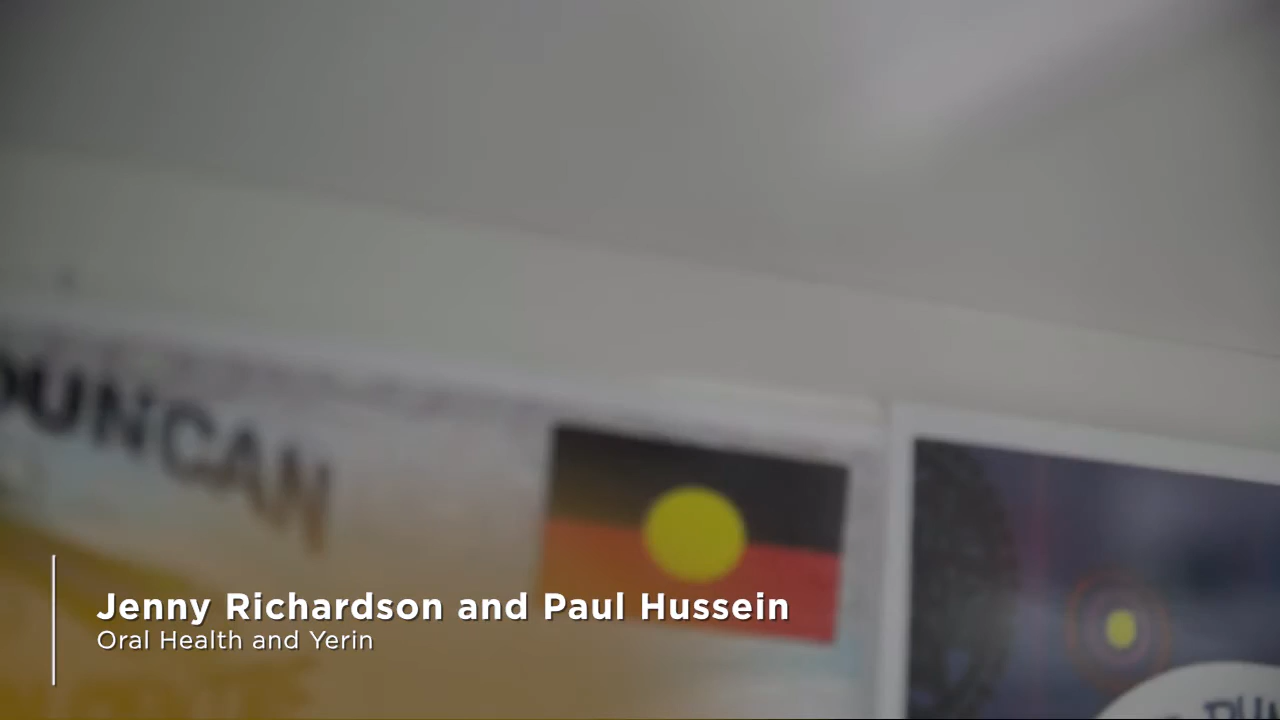 DUNCAN
Jenny Richardson and Paul Hussein
Oral Health and Yerin